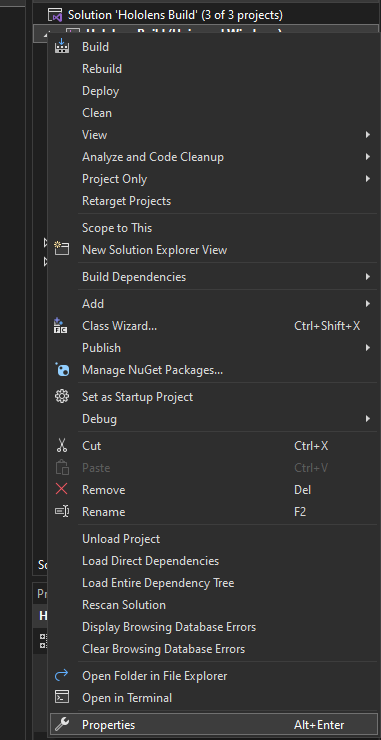 Solution 'Hololens Build' (3 of 3 projects)
Hololens Build (Universal Windows)
Build
Rebuild
Deploy
Clean
View
Analyze and Code Cleanup
Project Only
Retarget Projects
Scope to This
New Solution Explorer View
Build Dependencies
Add
Class Wizard... Ctrl+Shift+X
Publish
Manage NuGet Packages...
Set as Startup Project
Debug
Cut Ctrl+X
Paste Ctrl+V
Remove Del
Rename F2
Unload Project
Load Direct Dependencies
Load Entire Dependency Tree
Rescan Solution
Display Browsing Database Errors
Clear Browsing Database Errors
Open Folder in File Explorer
Open in Terminal
Properties Alt+Enter